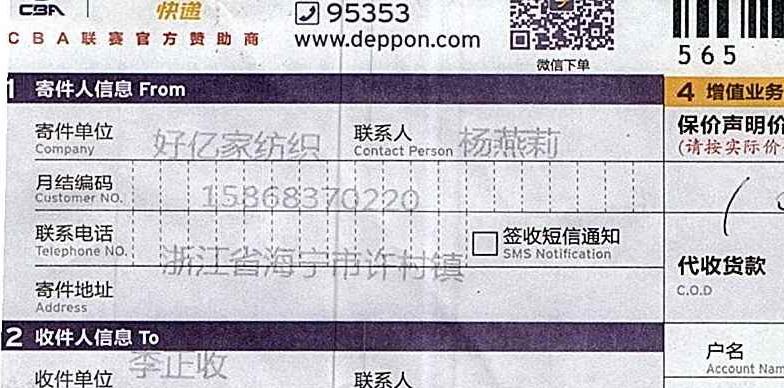 CBA 快递 95353
CBA联赛官方赞助商 www.deppon.com
微信下单
565
1 寄件人信息 From
4 增值业务
寄件单位 好亿家纺织 联系人 杨燕莉
Company Contact Person
保价声明价
(请按实际价
月结编码 15868370220
Customer NO.
联系电话 签收短信通知
Telephone NO. SMS Notification
浙江省海宁市许村镇
代收货款
C.O.D
寄件地址
Address
2 收件人信息 To
李正收
户名
Account Nam
收件单位 联系人